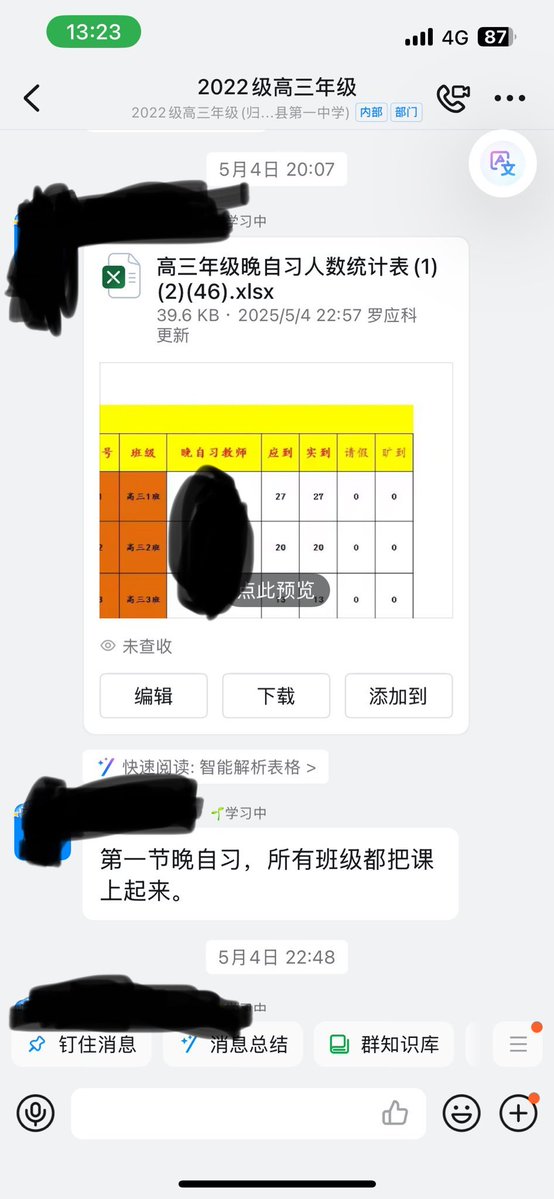 13:23
4G 87
2022级高三年级
2022级高三年级(归...县第一中学) 内部 部门
5月4日 20:07
学习中
高三年级晚自习人数统计表(1)
(2)(46).xlsx
39.6 KB · 2025/5/4 22:57 罗应科
更新
号 班级 晚自习教师 应到 实到 请假 旷到
高三1班 27 27 0 0
2 高三2班 20 20 0 0
3 高三3班 13 0 0
点此预览
未查收
编辑 下载 添加到
快速阅读: 智能解析表格 >
学习中
第一节晚自习，所有班级都把课
上起来。
5月4日 22:48
中
钉住消息 消息总结 群知识库